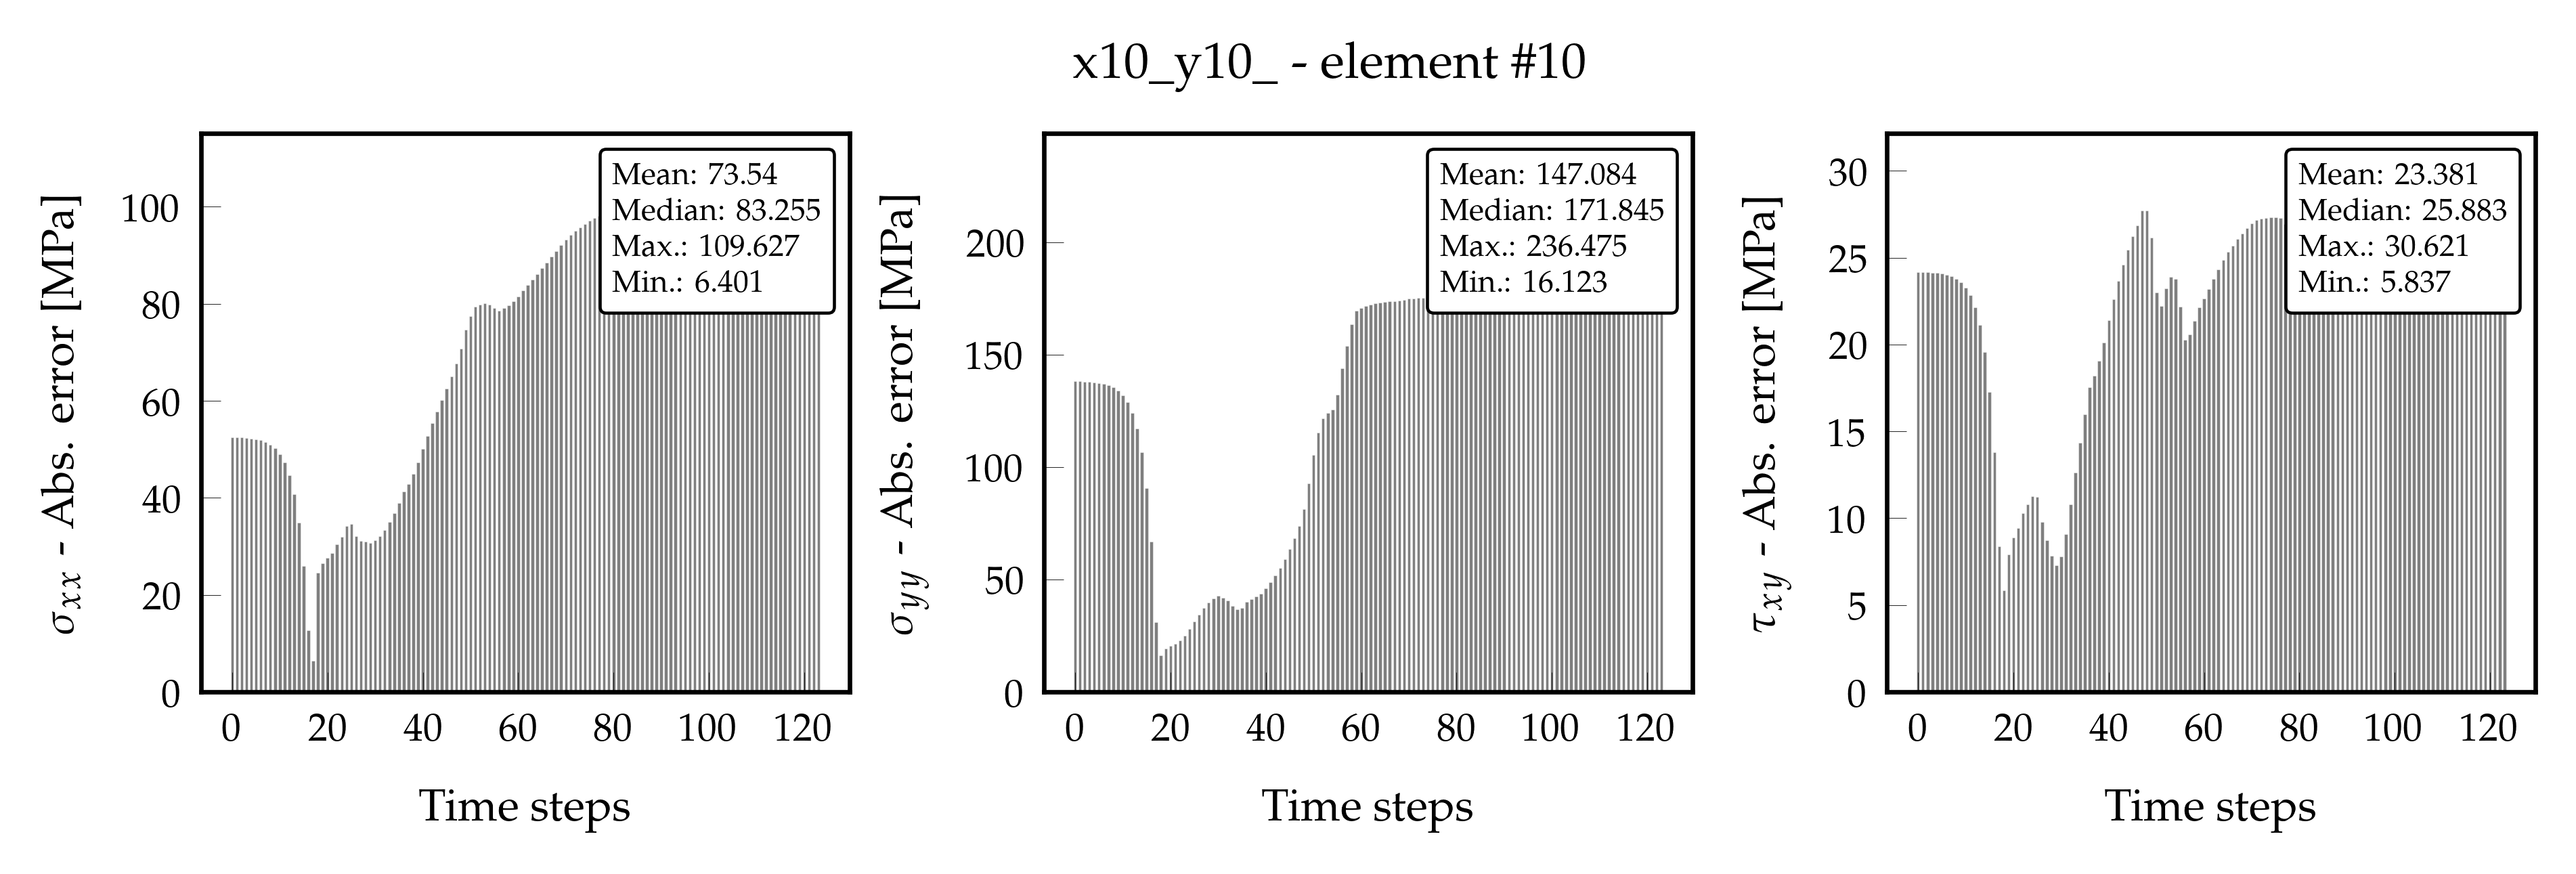 x10_y10_ - element #10
σxx - Abs. error [MPa]
100
80
60
40
20
0
0 20 40 60 80 100 120
Time steps
Mean: 73.54
Median: 83.255
Max.: 109.627
Min.: 6.401
σyy - Abs. error [MPa]
200
150
100
50
0
0 20 40 60 80 100 120
Time steps
Mean: 147.084
Median: 171.845
Max.: 236.475
Min.: 16.123
τxy - Abs. error [MPa]
30
25
20
15
10
5
0
0 20 40 60 80 100 120
Time steps
Mean: 23.381
Median: 25.883
Max.: 30.621
Min.: 5.837